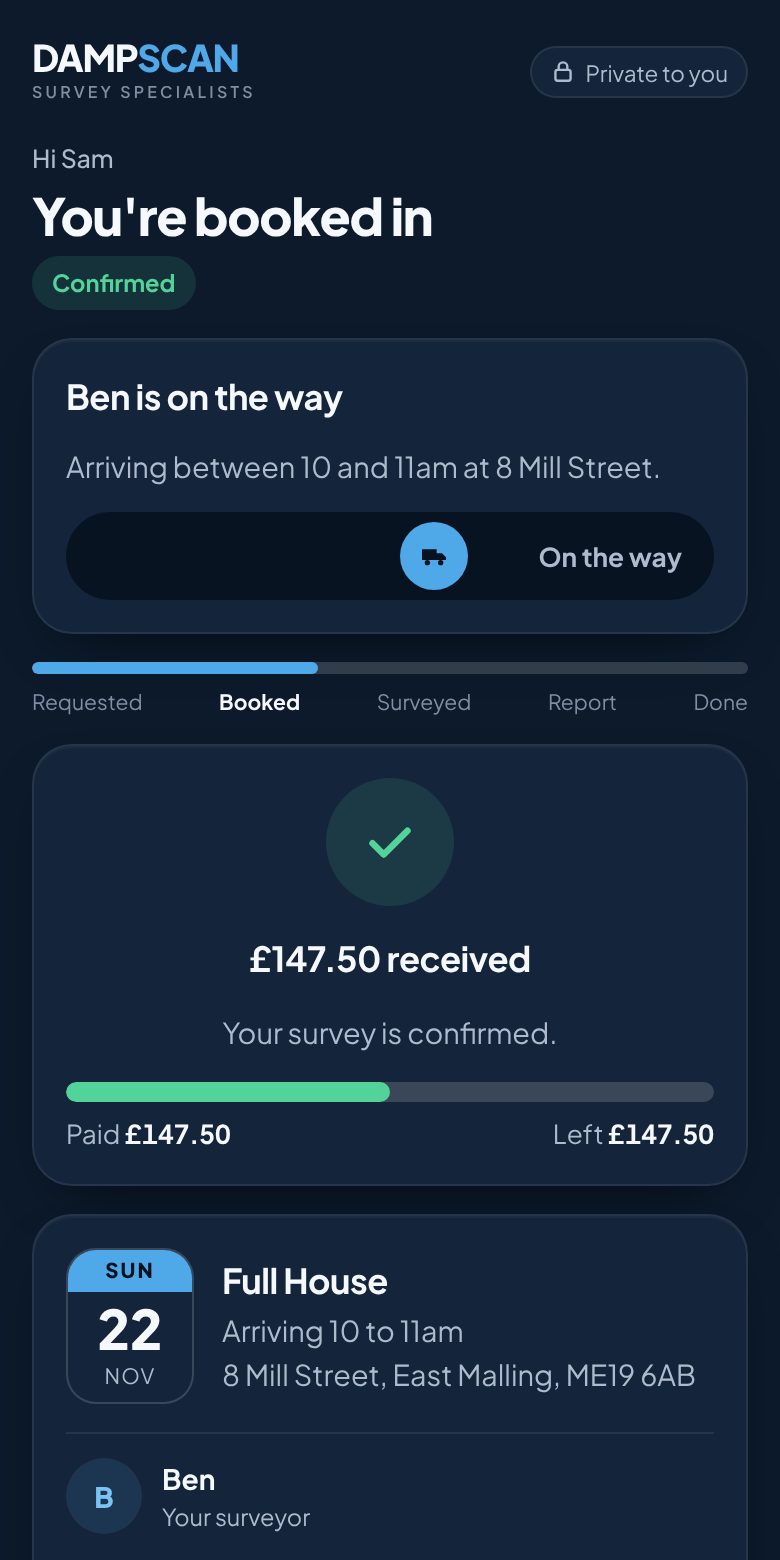 DAMPSCAN
SURVEY SPECIALISTS
Private to you
Hi Sam
You're booked in
Confirmed
Ben is on the way
Arriving between 10 and 11am at 8 Mill Street.
On the way
Requested
Booked
Surveyed
Report
Done
£147.50 received
Your survey is confirmed.
Paid £147.50
Left £147.50
SUN
22
NOV
Full House
Arriving 10 to 11am
8 Mill Street, East Malling, ME19 6AB
B
Ben
Your surveyor